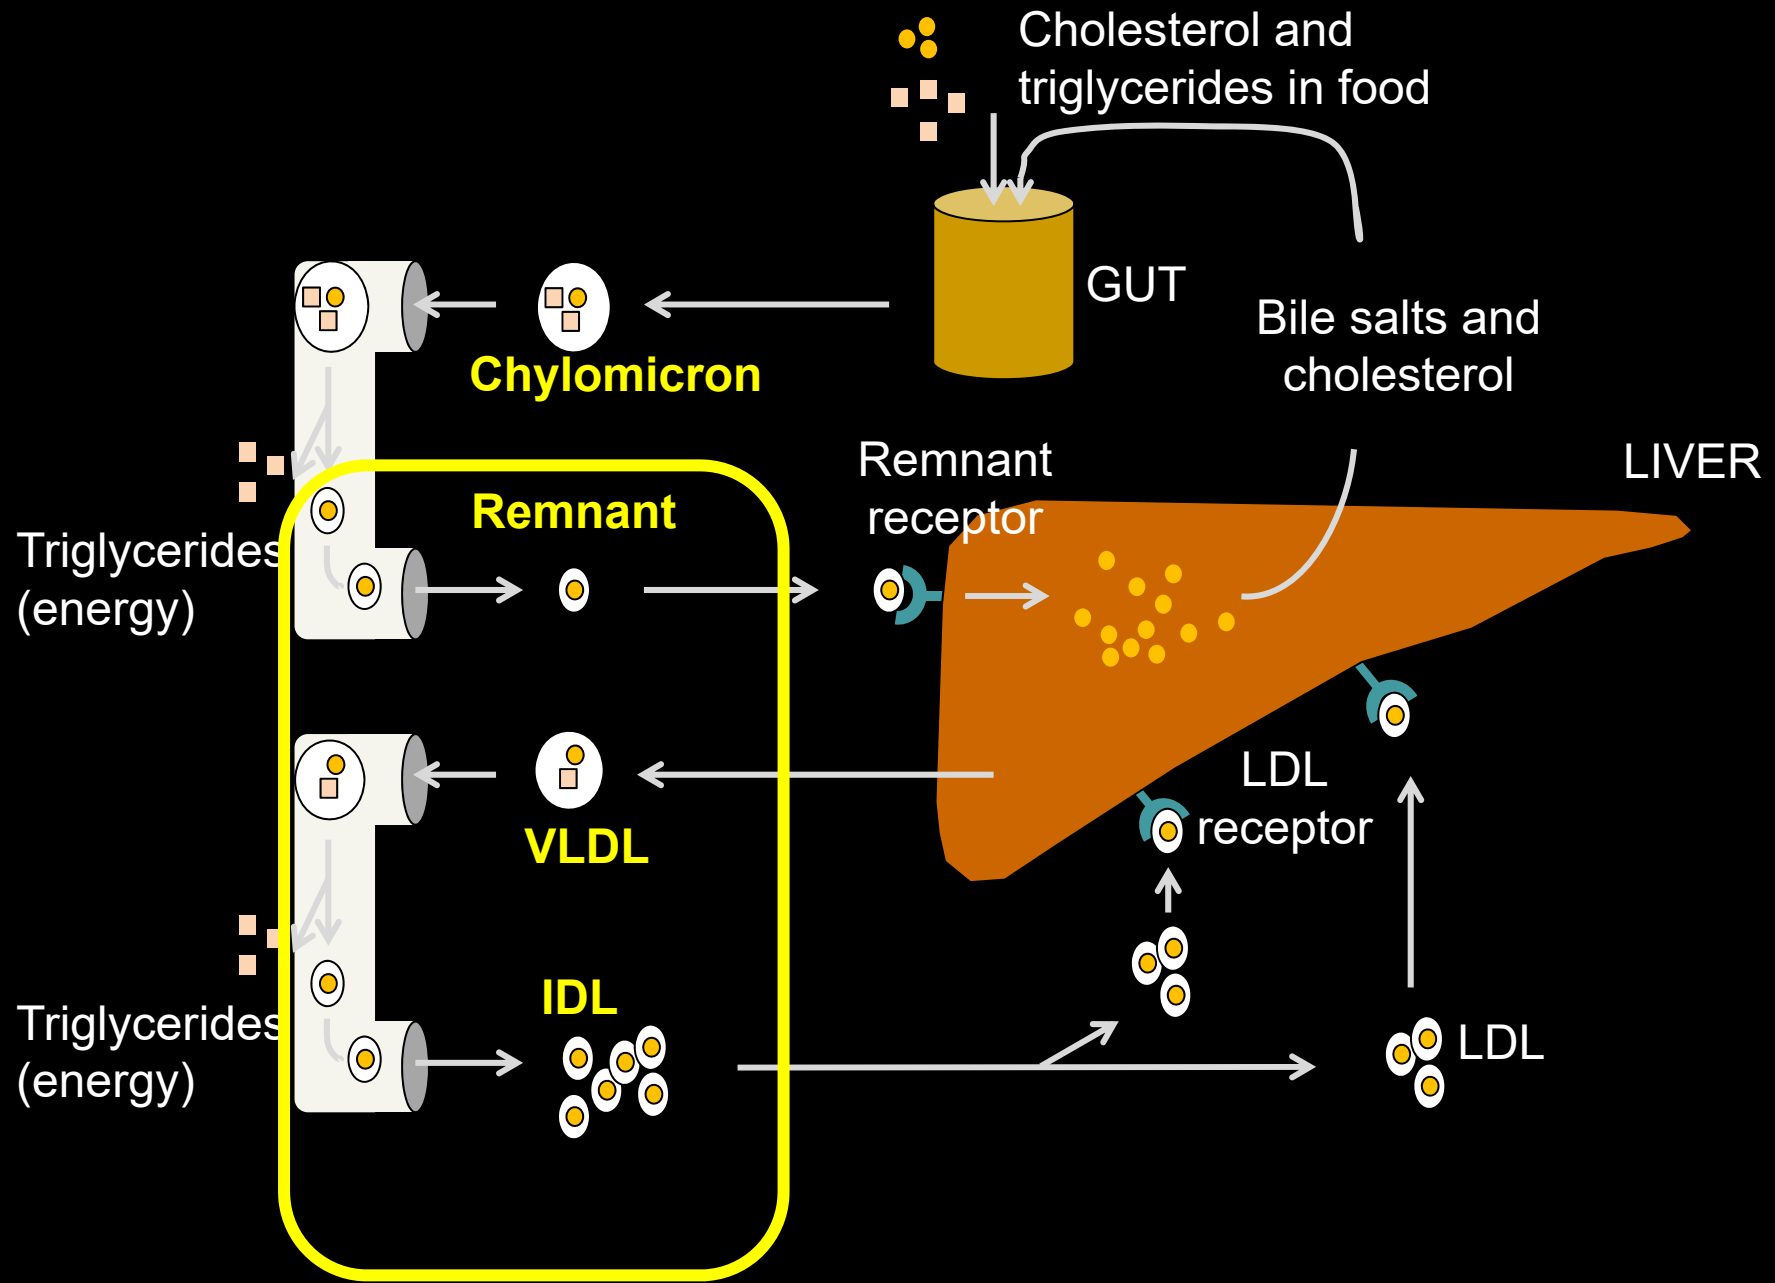 Cholesterol and
triglycerides in food
GUT
Bile salts and
cholesterol
Chylomicron
Remnant
receptor
LIVER
Remnant
Triglycerides
(energy)
VLDL
LDL
receptor
IDL
Triglycerides
(energy)
LDL